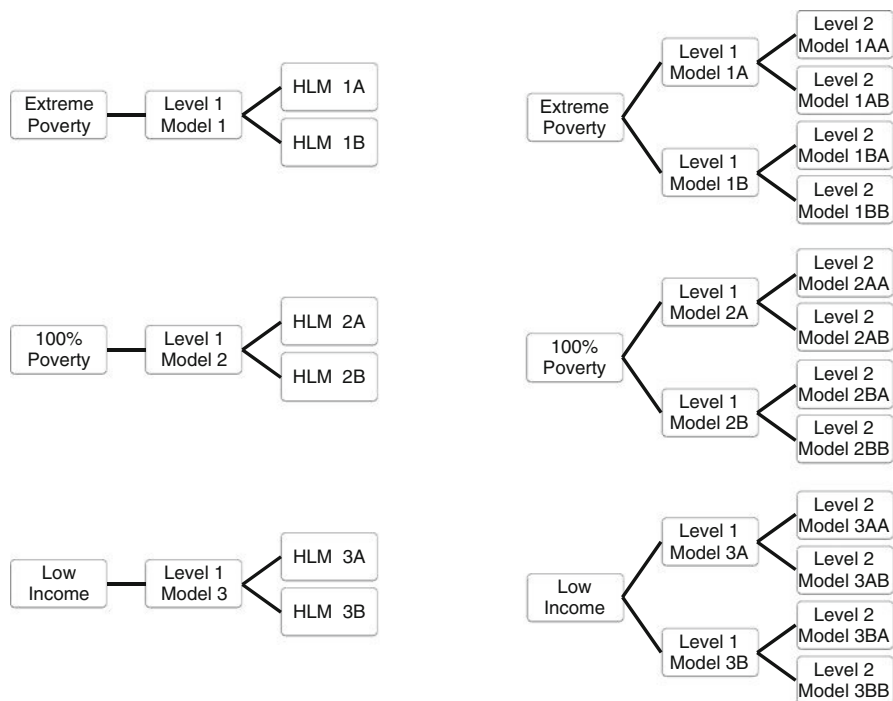 Extreme
Poverty
Level 1
Model 1
HLM 1A
HLM 1B
100%
Poverty
Level 1
Model 2
HLM 2A
HLM 2B
Low
Income
Level 1
Model 3
HLM 3A
HLM 3B
Extreme
Poverty
Level 1
Model 1A
Level 1
Model 1B
Level 2
Model 1AA
Level 2
Model 1AB
Level 2
Model 1BA
Level 2
Model 1BB
100%
Poverty
Level 1
Model 2A
Level 1
Model 2B
Level 2
Model 2AA
Level 2
Model 2AB
Level 2
Model 2BA
Level 2
Model 2BB
Low
Income
Level 1
Model 3A
Level 1
Model 3B
Level 2
Model 3AA
Level 2
Model 3AB
Level 2
Model 3BA
Level 2
Model 3BB